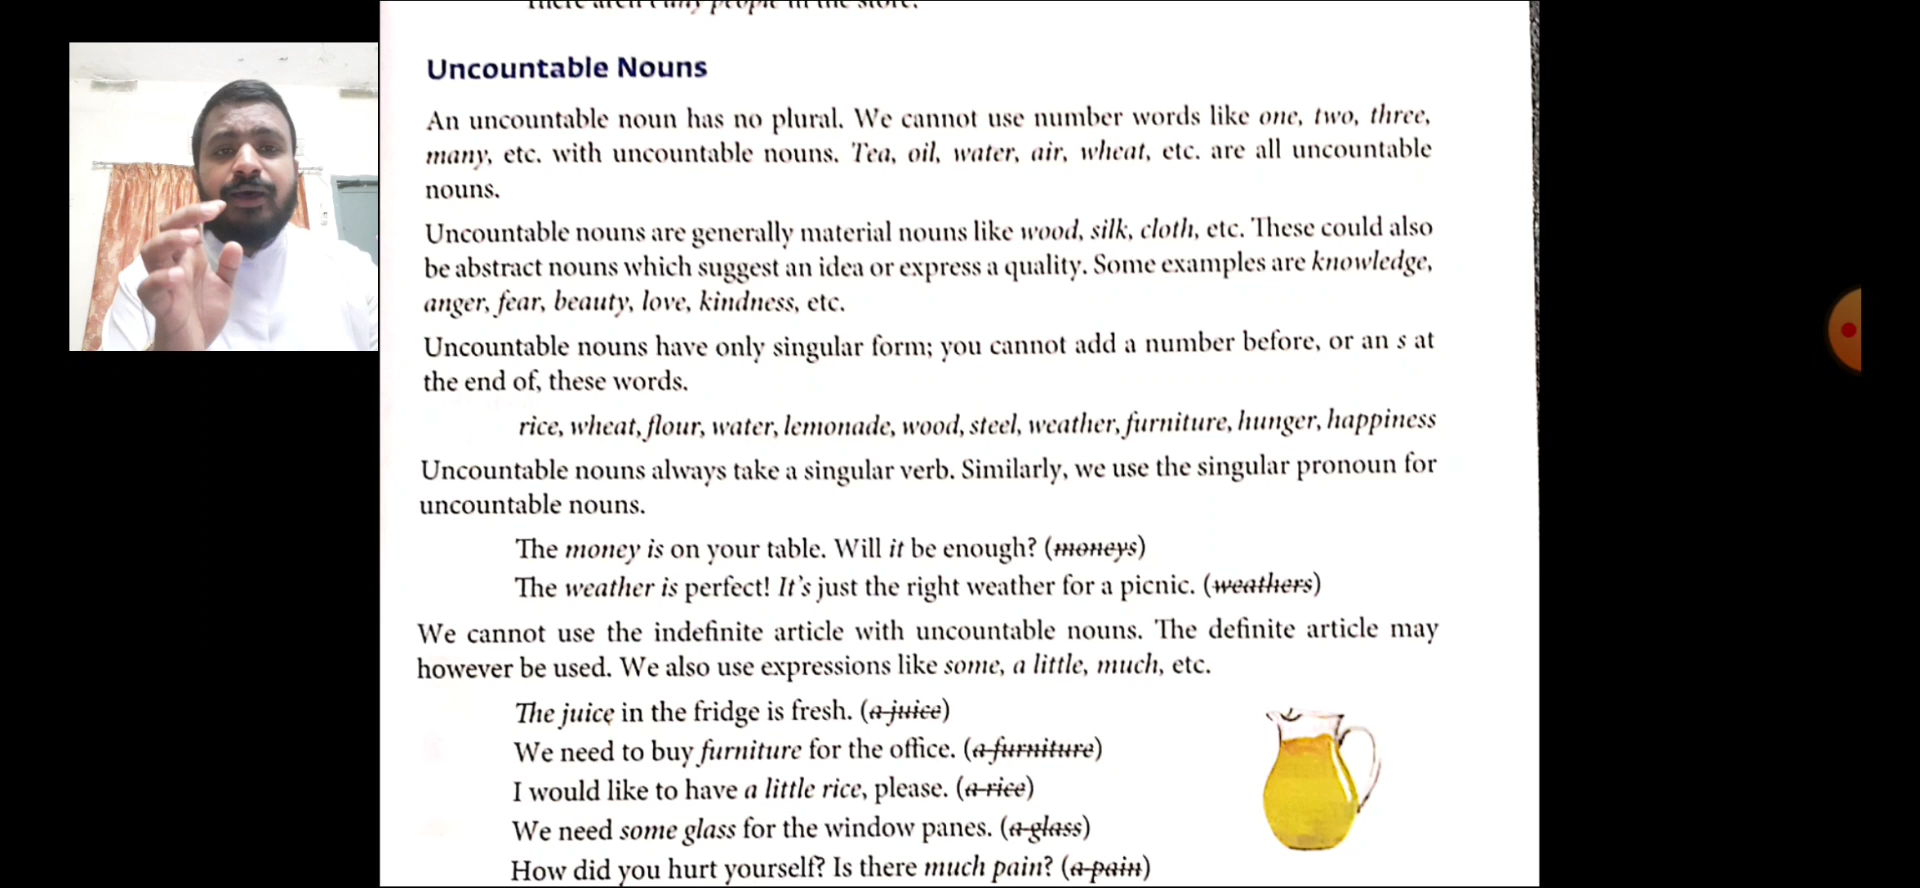 There aren't any people in the store.
Uncountable Nouns
An uncountable noun has no plural. We cannot use number words like one, two, three,
many, etc. with uncountable nouns. Tea, oil, water, air, wheat, etc. are all uncountable
nouns.
Uncountable nouns are generally material nouns like wood, silk, cloth, etc. These could also
be abstract nouns which suggest an idea or express a quality. Some examples are knowledge,
anger, fear, beauty, love, kindness, etc.
Uncountable nouns have only singular form; you cannot add a number before, or an s at
the end of, these words.
rice, wheat, flour, water, lemonade, wood, steel, weather, furniture, hunger, happiness
Uncountable nouns always take a singular verb. Similarly, we use the singular pronoun for
uncountable nouns.
The money is on your table. Will it be enough? (moneys)
The weather is perfect! It's just the right weather for a picnic. (weathers)
We cannot use the indefinite article with uncountable nouns. The definite article may
however be used. We also use expressions like some, a little, much, etc.
The juice in the fridge is fresh. (a juice)
We need to buy furniture for the office. (a furniture)
I would like to have a little rice, please. (a rice)
We need some glass for the window panes. (a glass)
How did you hurt yourself? Is there much pain? (a pain)